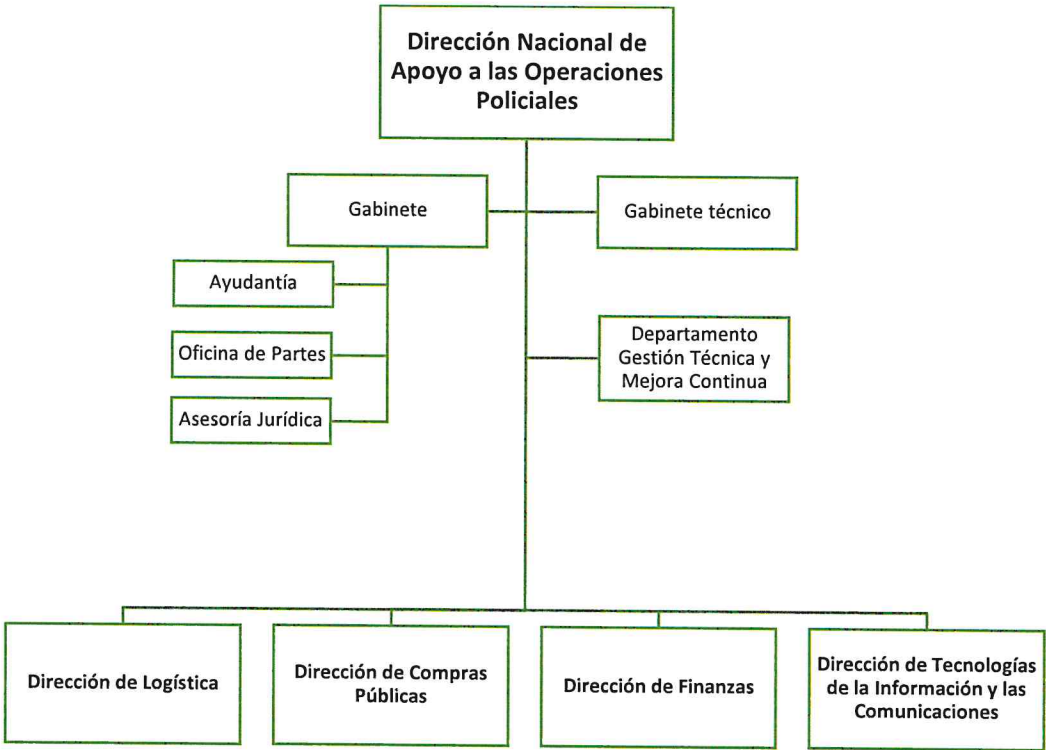 Dirección Nacional de
Apoyo a las Operaciones
Policiales
Gabinete
Gabinete técnico
Ayudantía
Oficina de Partes
Asesoría Jurídica
Departamento
Gestión Técnica y
Mejora Continua
Dirección de Logística
Dirección de Compras
Públicas
Dirección de Finanzas
Dirección de Tecnologías
de la Información y las
Comunicaciones